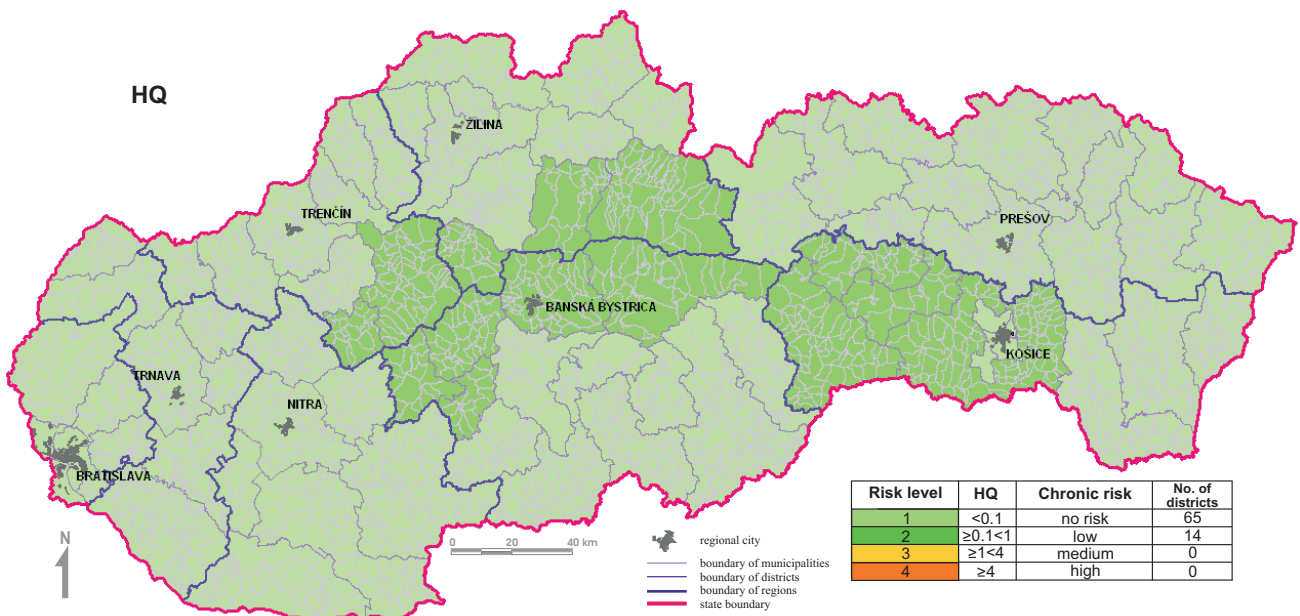 HQ
ZILINA
TRENČÍN
PREŠOV
BANSKÁ BYSTRICA
KOŠICE
TRNAVA
NITRA
BRATISLAVA
N
0 20 40 km
regional city
boundary of municipalities
boundary of districts
boundary of regions
state boundary
Risk level HQ Chronic risk No. of districts
1 <0.1 no risk 65
2 ≥0.1<1 low 14
3 ≥1<4 medium 0
4 ≥4 high 0